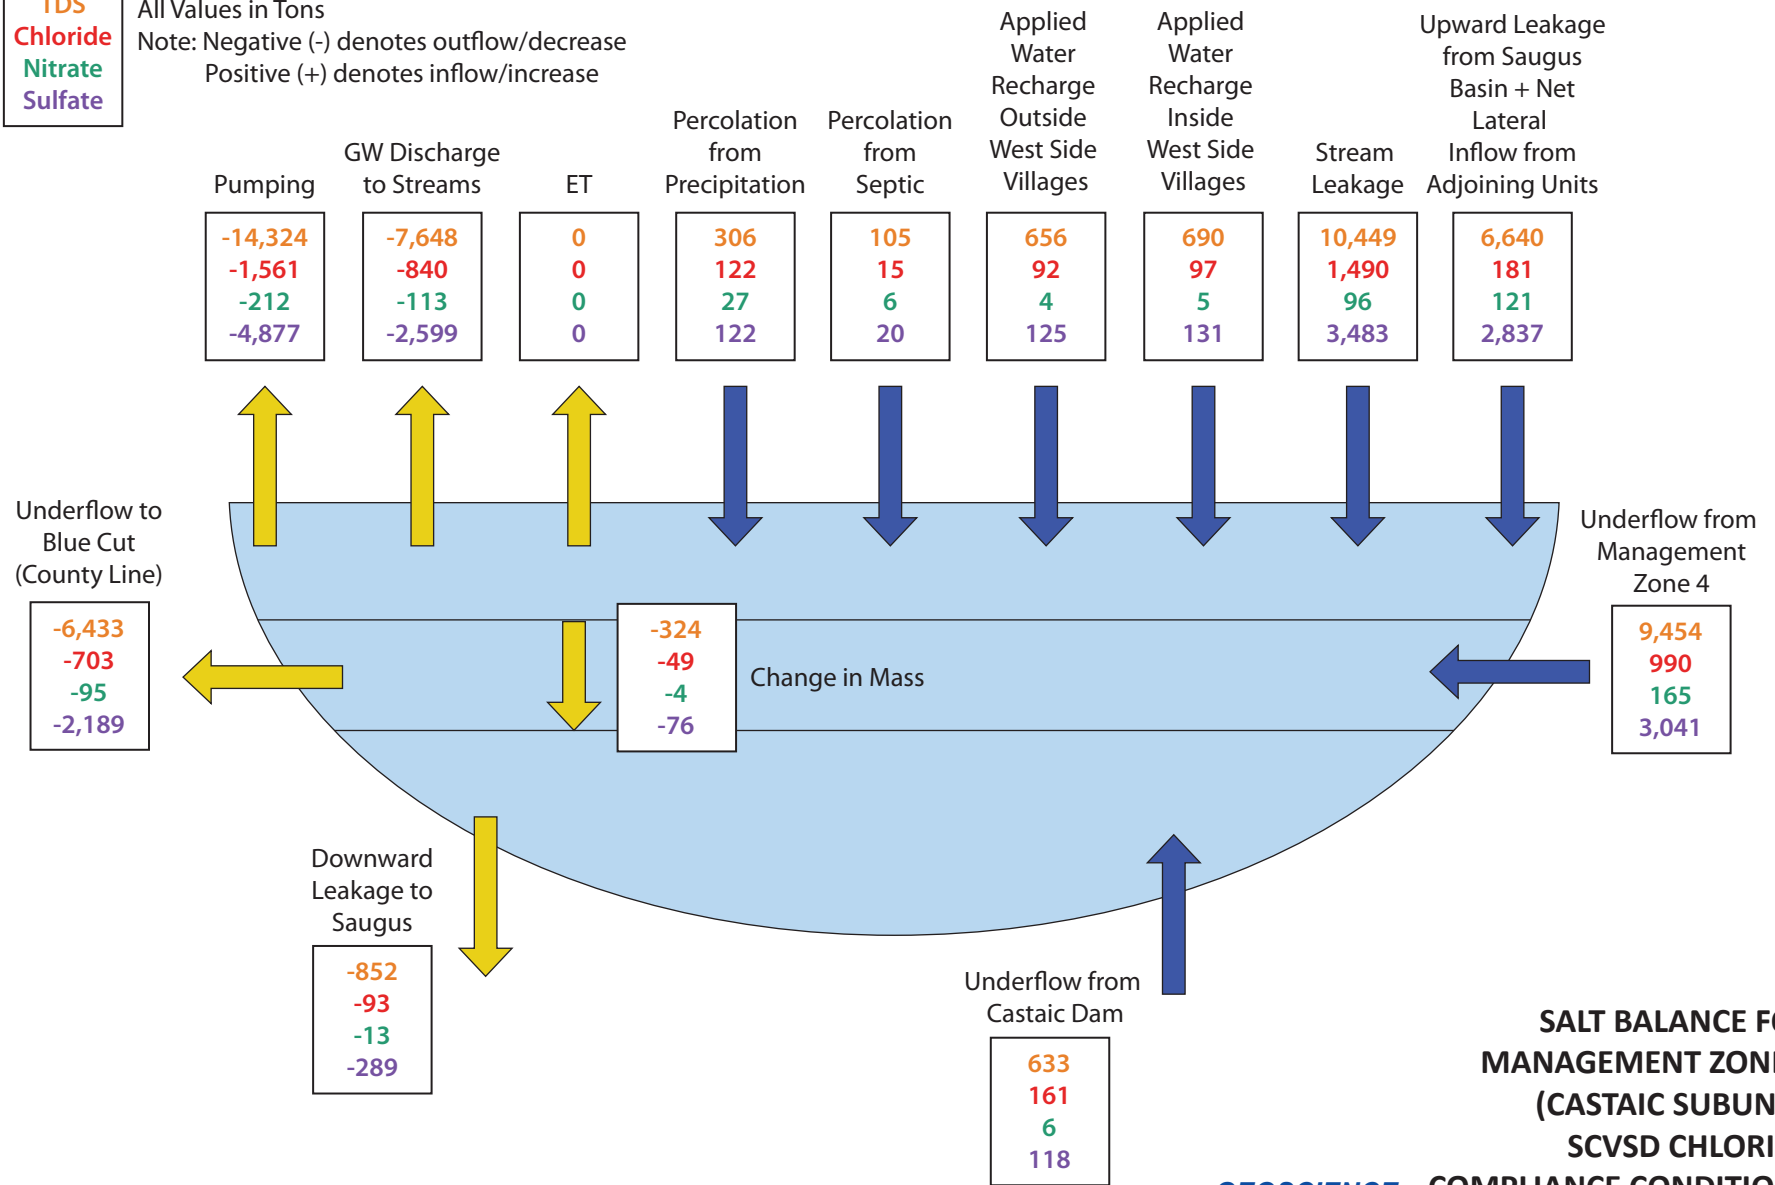 TDS
Chloride
Nitrate
Sulfate
All Values in Tons
Note: Negative (-) denotes outflow/decrease
Positive (+) denotes inflow/increase
Pumping
-14,324
-1,561
-212
-4,877
GW Discharge
to Streams
-7,648
-840
-113
-2,599
ET
0
0
0
0
Percolation
from
Precipitation
306
122
27
122
Percolation
from
Septic
105
15
6
20
Applied
Water
Recharge
Outside
West Side
Villages
656
92
4
125
Applied
Water
Recharge
Inside
West Side
Villages
690
97
5
131
Stream
Leakage
10,449
1,490
96
3,483
Upward Leakage
from Saugus
Basin + Net
Lateral
Inflow from
Adjoining Units
6,640
181
121
2,837
Underflow to
Blue Cut
(County Line)
-6,433
-703
-95
-2,189
-324
-49
-4
-76
Change in Mass
Underflow from
Management
Zone 4
9,454
990
165
3,041
Downward
Leakage to
Saugus
-852
-93
-13
-289
Underflow from
Castaic Dam
633
161
6
118
SALT BALANCE
MANAGEMENT
(CASTAIC
SCVSD
COMPLIANCE